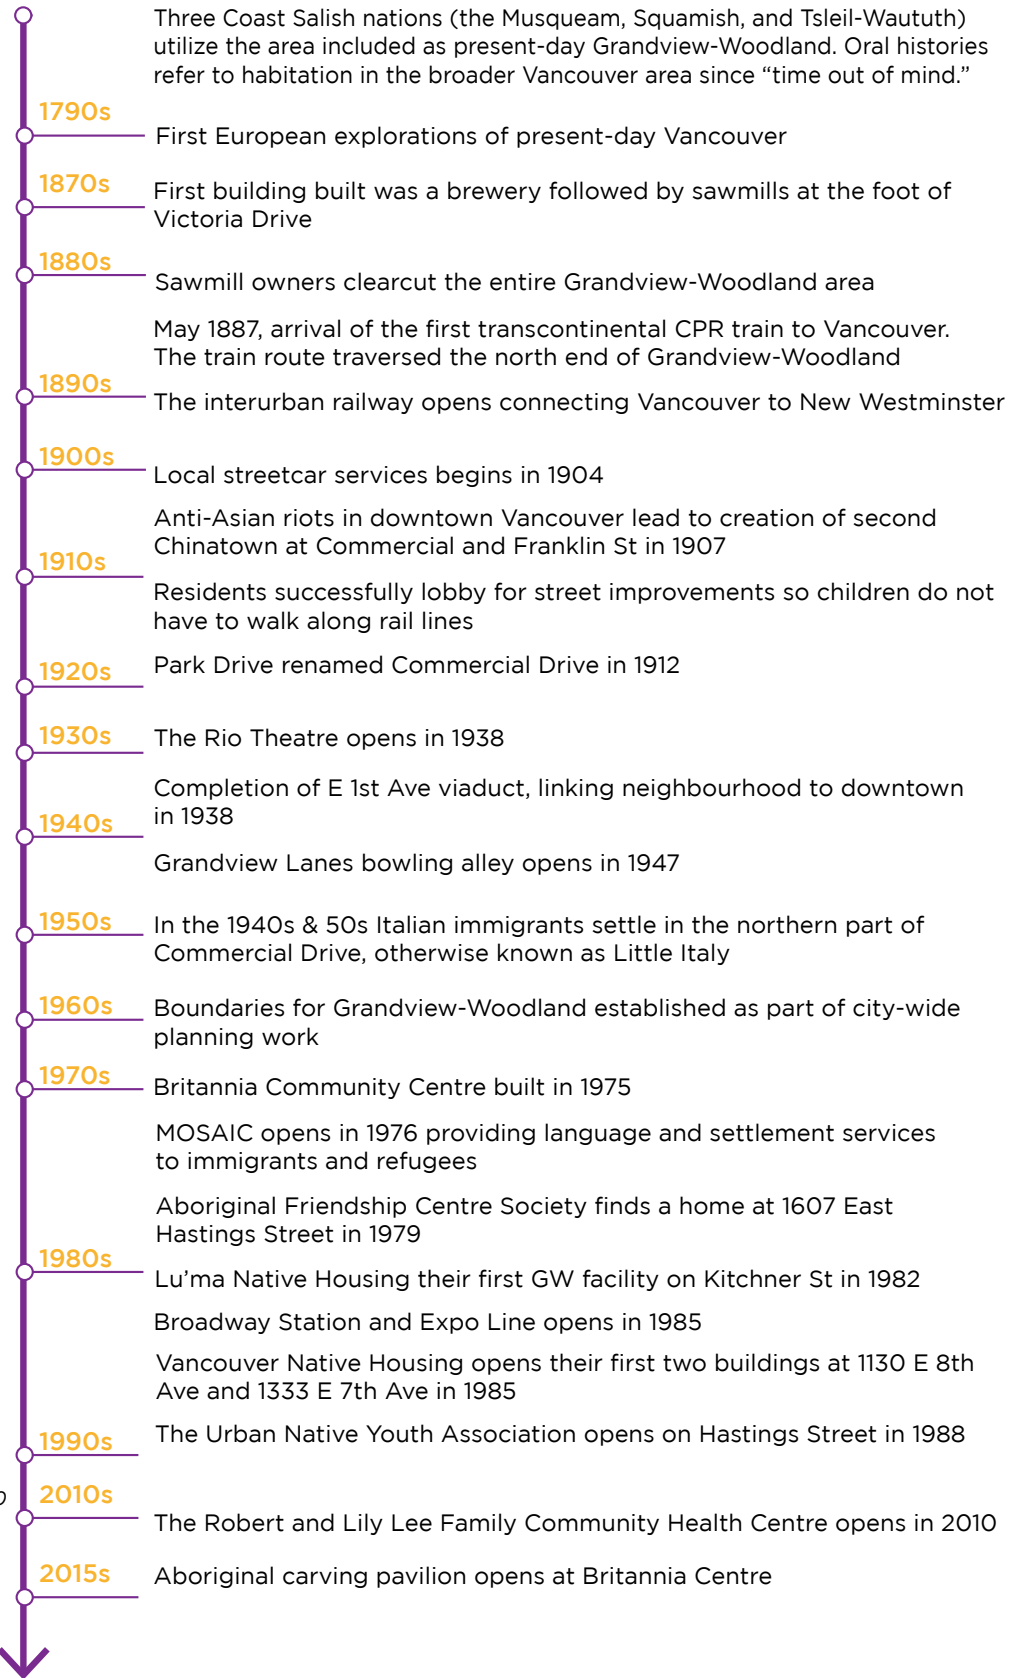 Three Coast Salish nations (the Musqueam, Squamish, and Tsleil-Waututh)
utilize the area included as present-day Grandview-Woodland. Oral histories
refer to habitation in the broader Vancouver area since “time out of mind.”
1790s
First European explorations of present-day Vancouver
1870s
First building built was a brewery followed by sawmills at the foot of
Victoria Drive
1880s
Sawmill owners clearcut the entire Grandview-Woodland area
May 1887, arrival of the first transcontinental CPR train to Vancouver.
The train route traversed the north end of Grandview-Woodland
1890s
The interurban railway opens connecting Vancouver to New Westminster
1900s
Local streetcar services begins in 1904
Anti-Asian riots in downtown Vancouver lead to creation of second
Chinatown at Commercial and Franklin St in 1907
1910s
Residents successfully lobby for street improvements so children do not
have to walk along rail lines
Park Drive renamed Commercial Drive in 1912
1920s
1930s
The Rio Theatre opens in 1938
Completion of E 1st Ave viaduct, linking neighbourhood to downtown
in 1938
1940s
Grandview Lanes bowling alley opens in 1947
1950s
In the 1940s & 50s Italian immigrants settle in the northern part of
Commercial Drive, otherwise known as Little Italy
1960s
Boundaries for Grandview-Woodland established as part of city-wide
planning work
1970s
Britannia Community Centre built in 1975
MOSAIC opens in 1976 providing language and settlement services
to immigrants and refugees
Aboriginal Friendship Centre Society finds a home at 1607 East
Hastings Street in 1979
1980s
Lu’ma Native Housing their first GW facility on Kitchner St in 1982
Broadway Station and Expo Line opens in 1985
Vancouver Native Housing opens their first two buildings at 1130 E 8th
Ave and 1333 E 7th Ave in 1985
The Urban Native Youth Association opens on Hastings Street in 1988
1990s
2010s
The Robert and Lily Lee Family Community Health Centre opens in 2010
2015s
Aboriginal carving pavilion opens at Britannia Centre